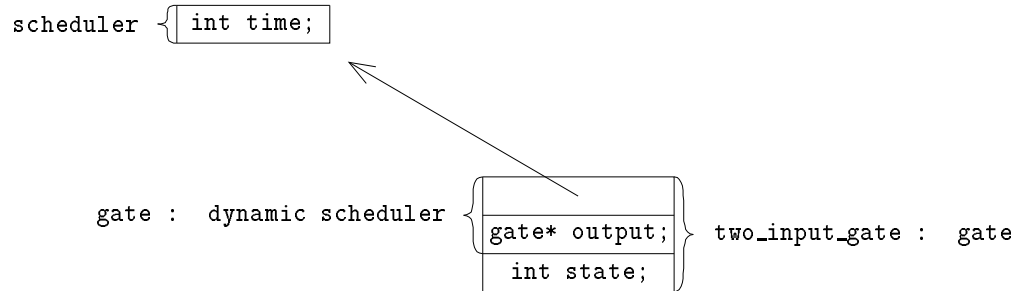 scheduler
int time;
gate : dynamic scheduler
gate* output;
two_input_gate : gate
int state;